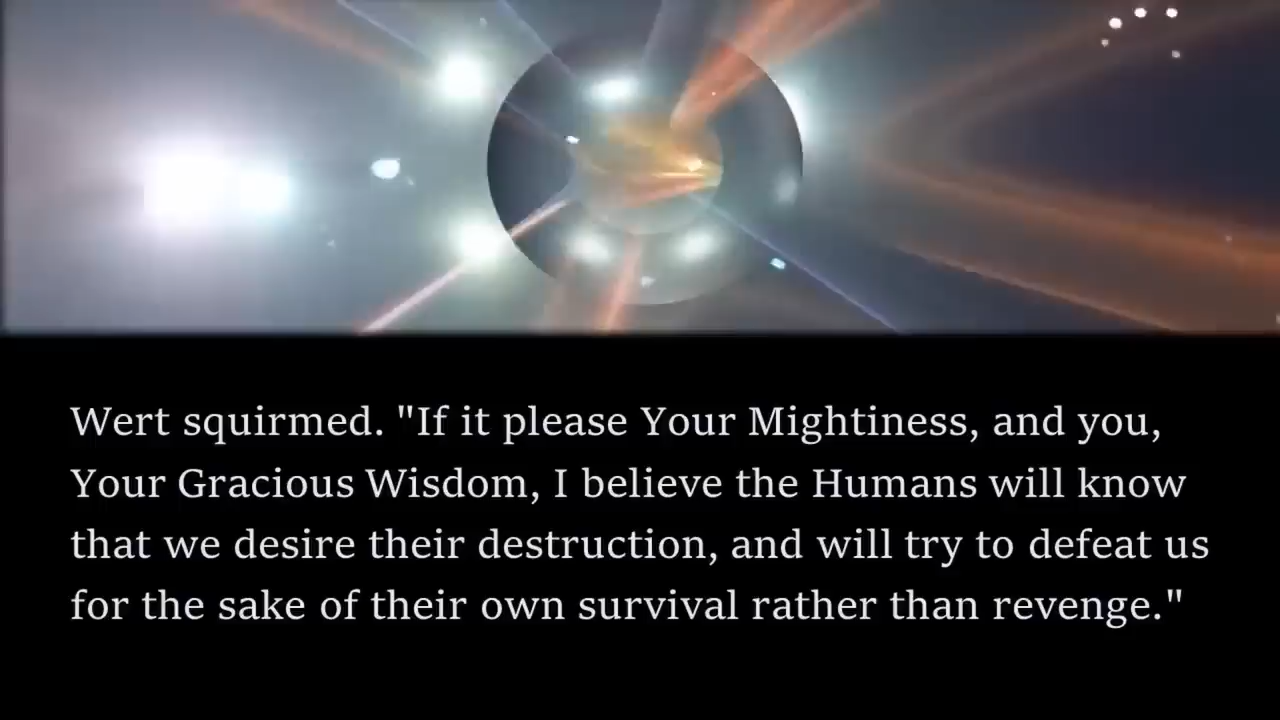 Wert squirmed. "If it please Your Mightiness, and you,
Your Gracious Wisdom, I believe the Humans will know
that we desire their destruction, and will try to defeat us
for the sake of their own survival rather than revenge."